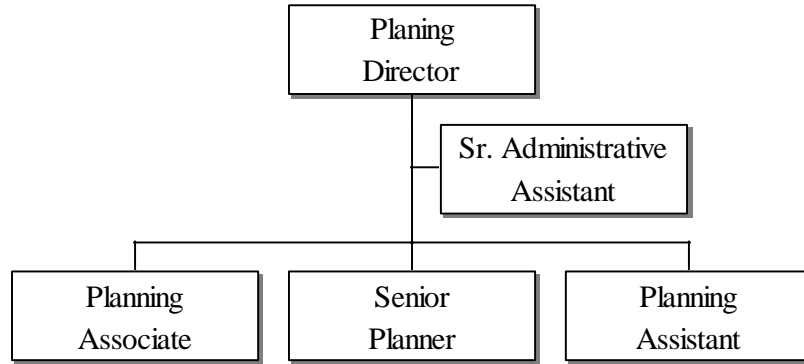 Planing
Director
Sr. Administrative
Assistant
Planning
Associate
Senior
Planner
Planning
Assistant